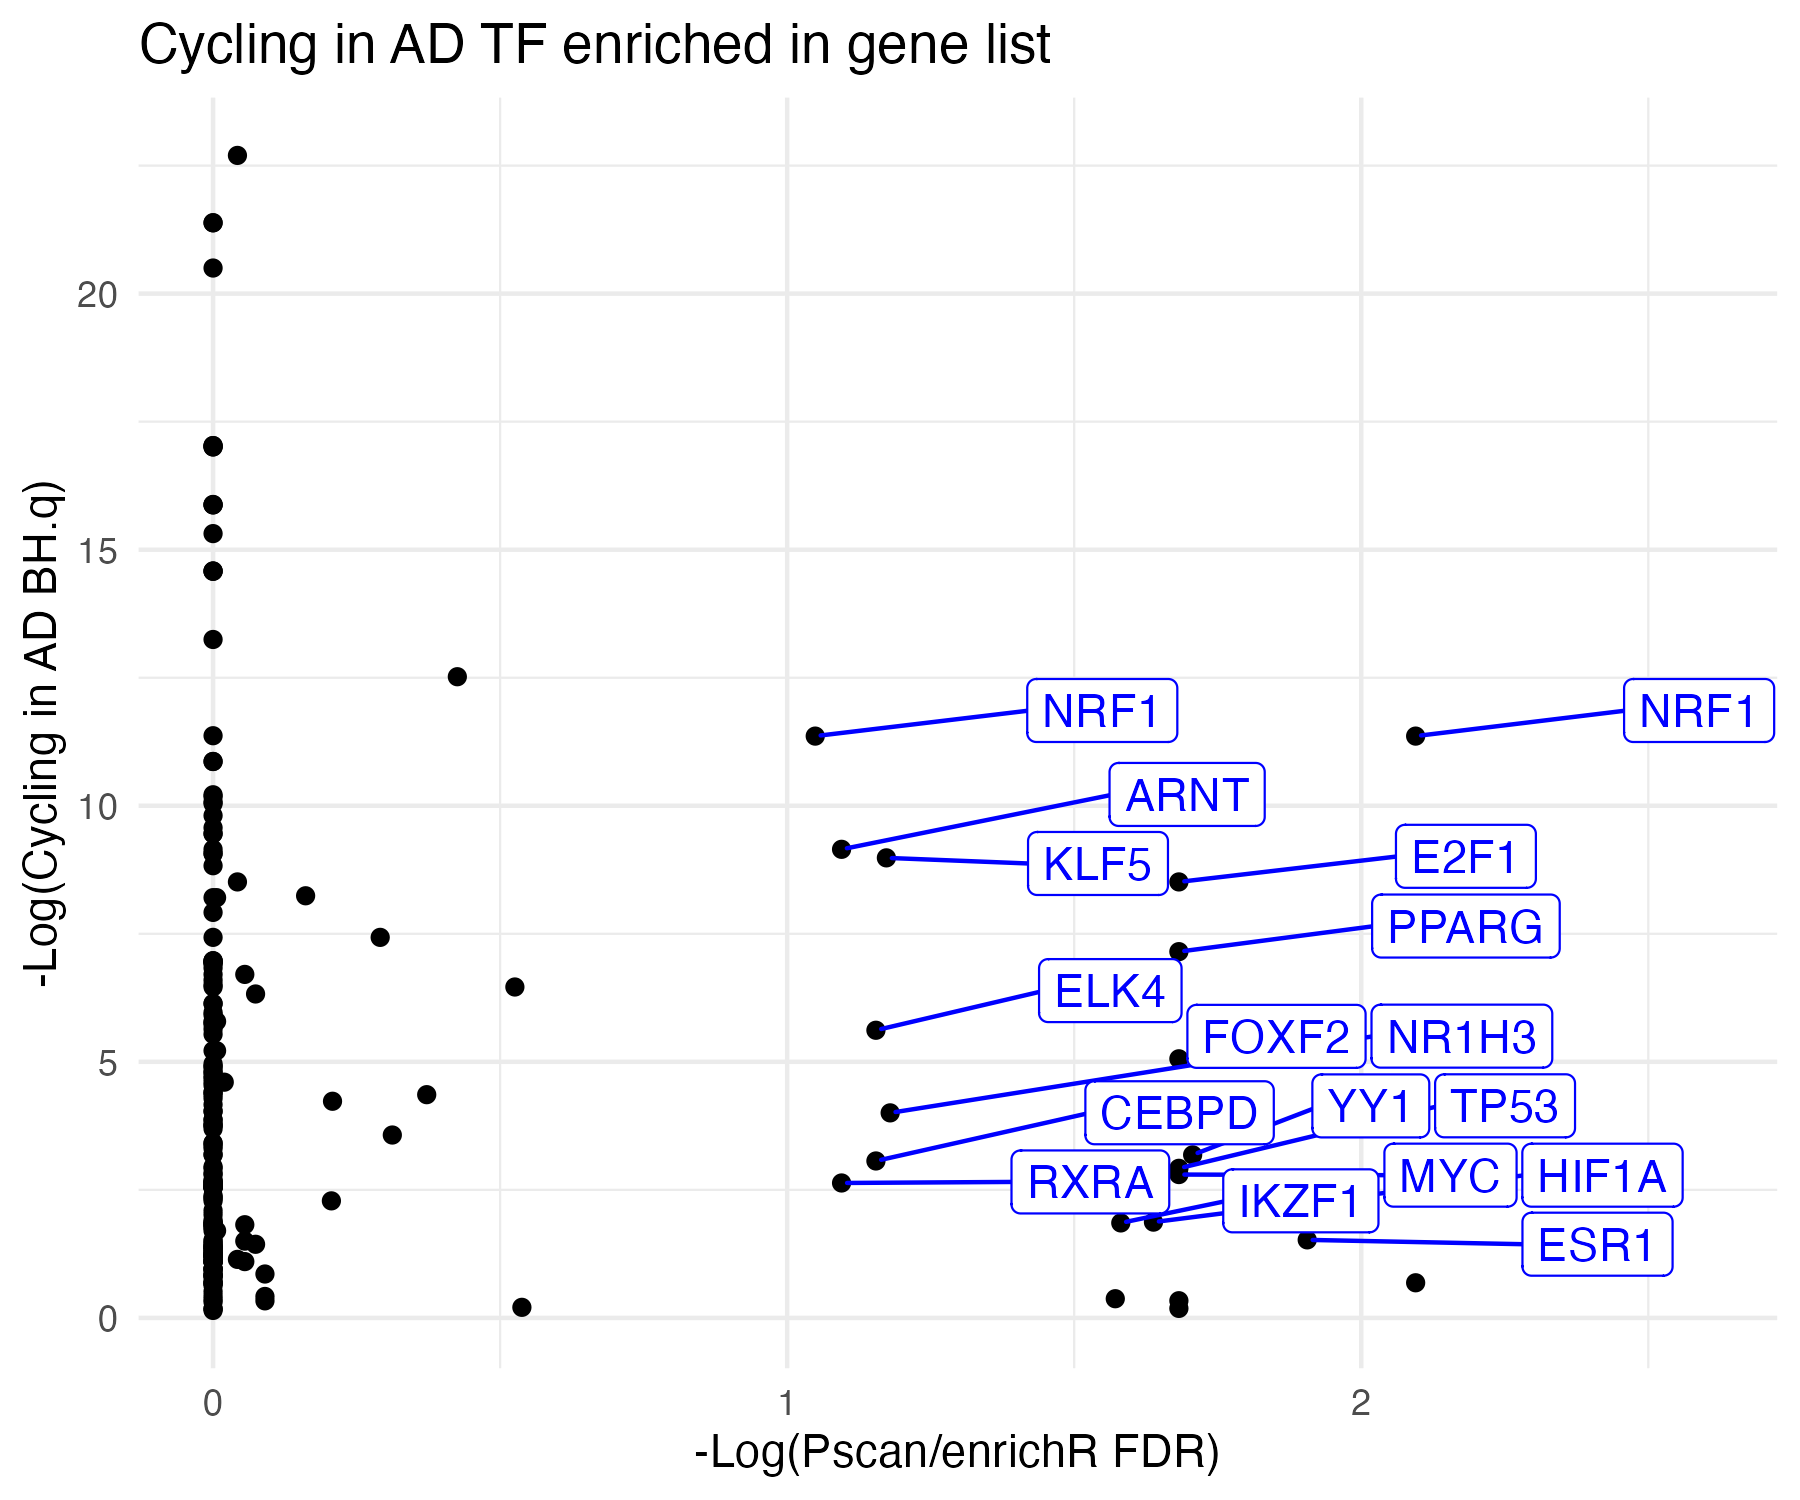 Cycling in AD TF enriched in gene list
-Log(Cycling in AD BH.q)
20
15
10
5
0
NRF1
NRF1
ARNT
KLF5
E2F1
PPARG
ELK4
FOXF2
NR1H3
CEBPD
YY1
TP53
RXRA
IKZF1
MYC
HIF1A
ESR1
0
1
2
-Log(Pscan/enrichR FDR)